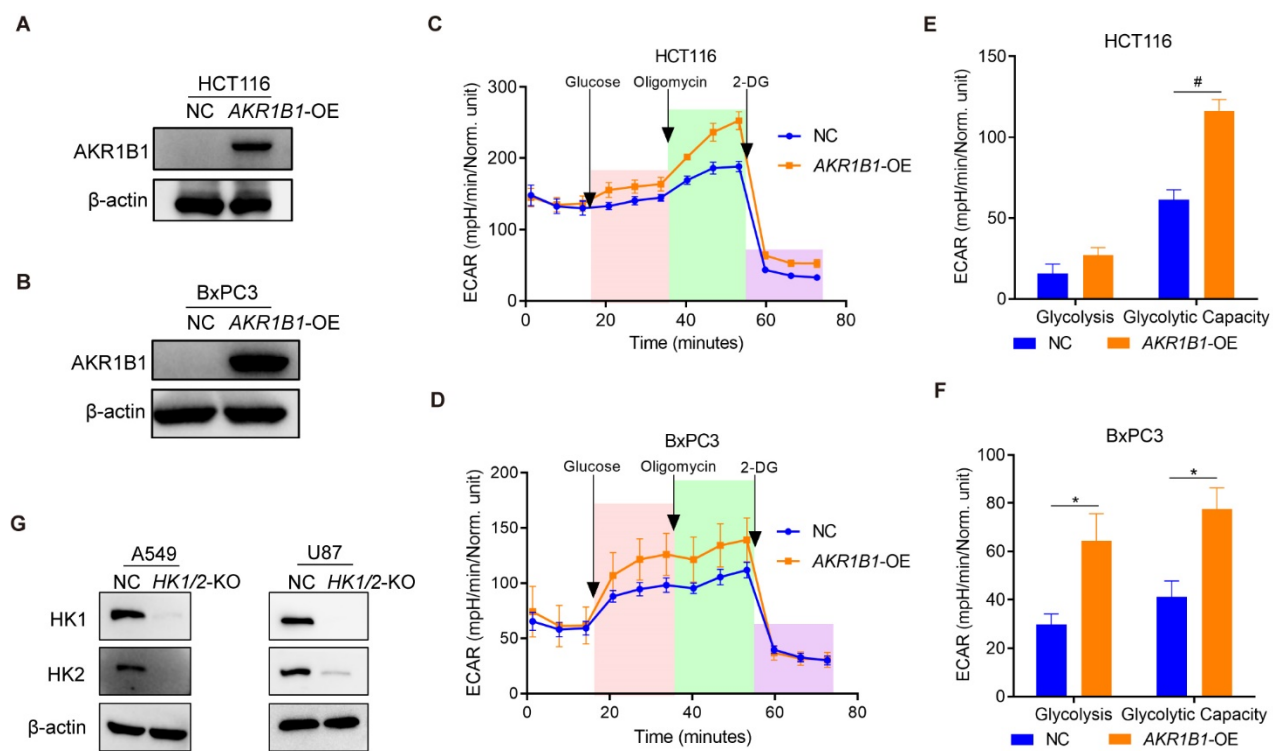 A
HCT116
NC AKR1B1-OE
AKR1B1
β-actin
B
BxPC3
NC AKR1B1-OE
AKR1B1
β-actin
G
A549
NC HK1/2-KO
U87
NC HK1/2-KO
HK1
HK2
β-actin
C
HCT116
Glucose Oligomycin 2-DG
ECAR (mpH/min/Norm. unit)
300
200
100
0
0 20 40 60 80
Time (minutes)
NC
AKR1B1-OE
D
BxPC3
Glucose Oligomycin 2-DG
ECAR (mpH/min/Norm. unit)
200
150
100
50
0
0 20 40 60 80
Time (minutes)
NC
AKR1B1-OE
E
HCT116
ECAR (mpH/min/Norm. unit)
150
100
50
0
#
Glycolysis Glycolytic Capacity
NC AKR1B1-OE
F
BxPC3
ECAR (mpH/min/Norm. unit)
100
80
60
40
20
0
*
*
Glycolysis Glycolytic Capacity
NC AKR1B1-OE